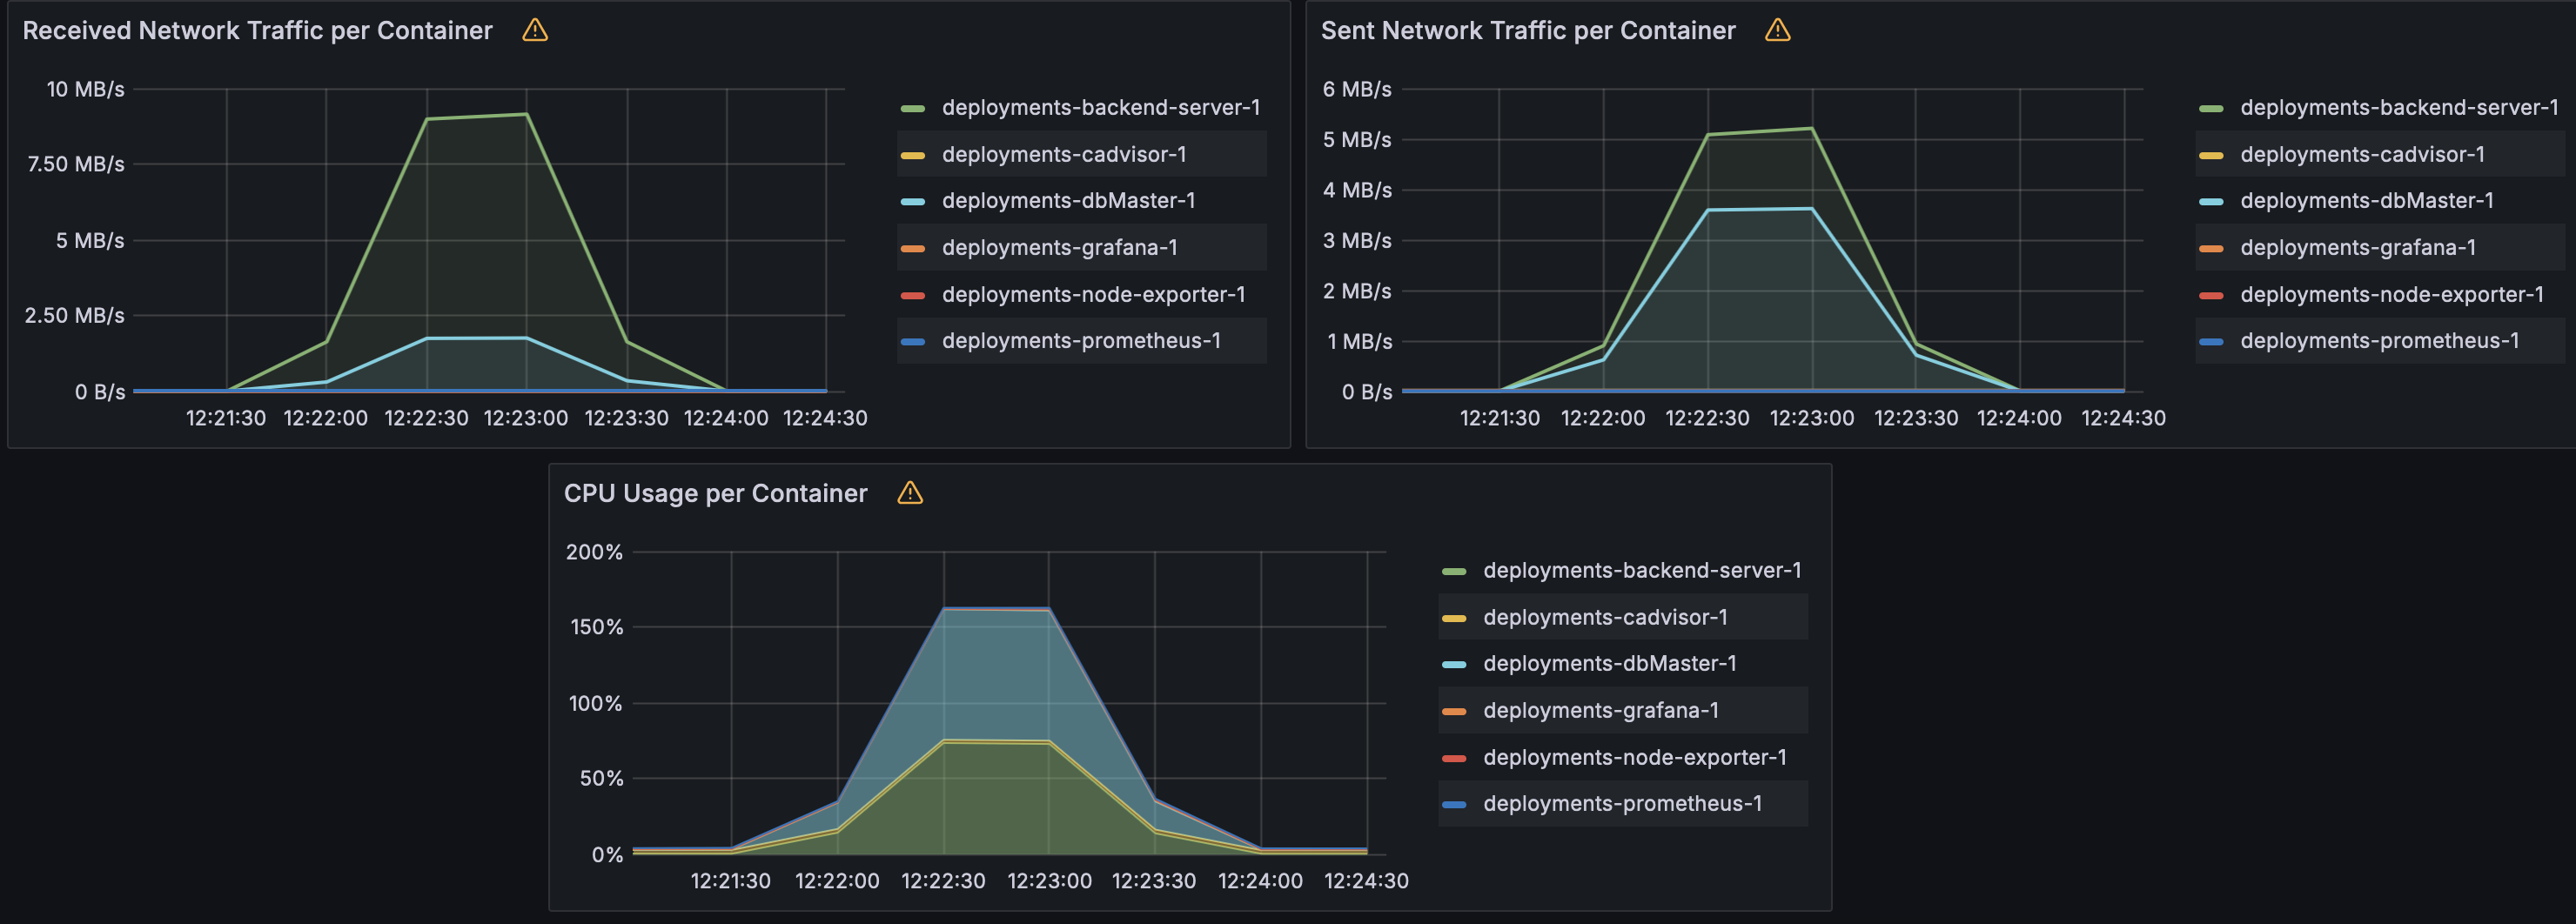 Received Network Traffic per Container
10 MB/s
7.50 MB/s
5 MB/s
2.50 MB/s
0 B/s
12:21:30 12:22:00 12:22:30 12:23:00 12:23:30 12:24:00 12:24:30
deployments-backend-server-1
deployments-cadvisor-1
deployments-dbMaster-1
deployments-grafana-1
deployments-node-exporter-1
deployments-prometheus-1
Sent Network Traffic per Container
6 MB/s
5 MB/s
4 MB/s
3 MB/s
2 MB/s
1 MB/s
0 B/s
12:21:30 12:22:00 12:22:30 12:23:00 12:23:30 12:24:00 12:24:30
deployments-backend-server-1
deployments-cadvisor-1
deployments-dbMaster-1
deployments-grafana-1
deployments-node-exporter-1
deployments-prometheus-1
CPU Usage per Container
200%
150%
100%
50%
0%
12:21:30 12:22:00 12:22:30 12:23:00 12:23:30 12:24:00 12:24:30
deployments-backend-server-1
deployments-cadvisor-1
deployments-dbMaster-1
deployments-grafana-1
deployments-node-exporter-1
deployments-prometheus-1